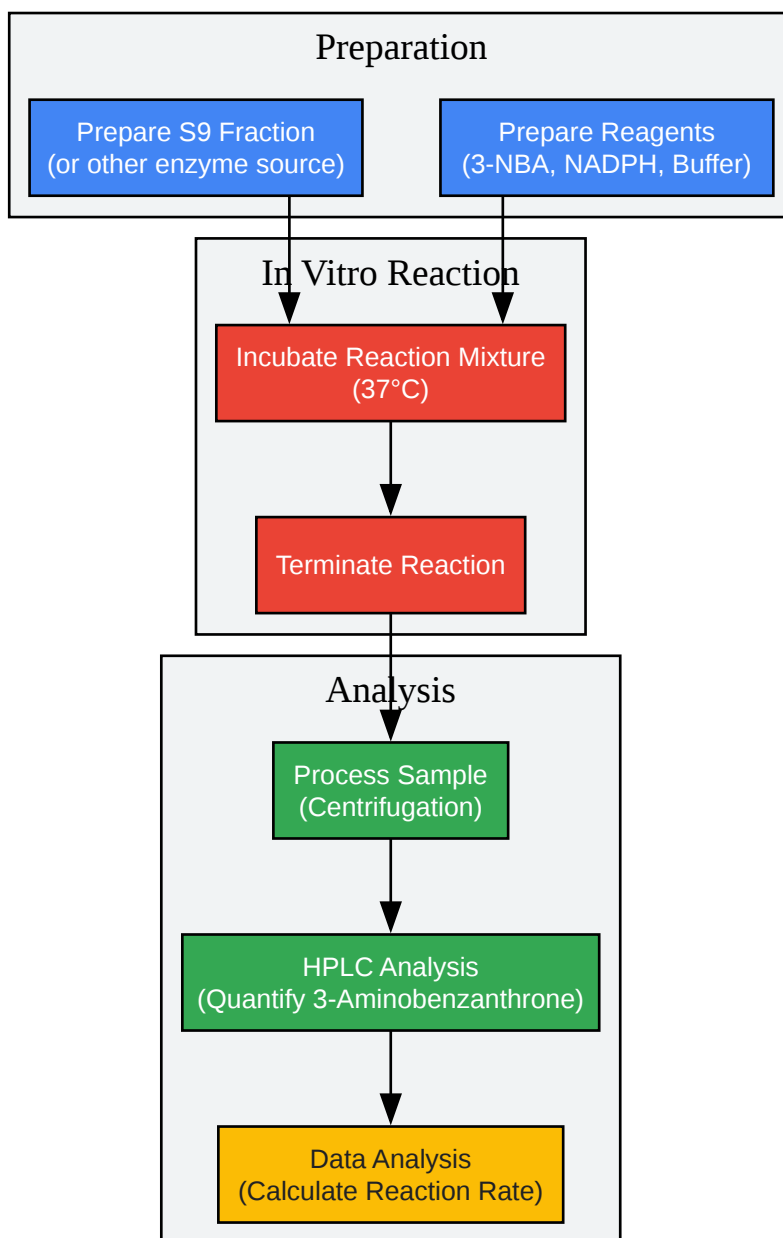 Preparation
Prepare S9 Fraction
(or other enzyme source)
Prepare Reagents
(3-NBA, NADPH, Buffer)
In Vitro Reaction
Incubate Reaction Mixture
(37°C)
Terminate Reaction
Analysis
Process Sample
(Centrifugation)
HPLC Analysis
(Quantify 3-Aminobenzanthrone)
Data Analysis
(Calculate Reaction Rate)